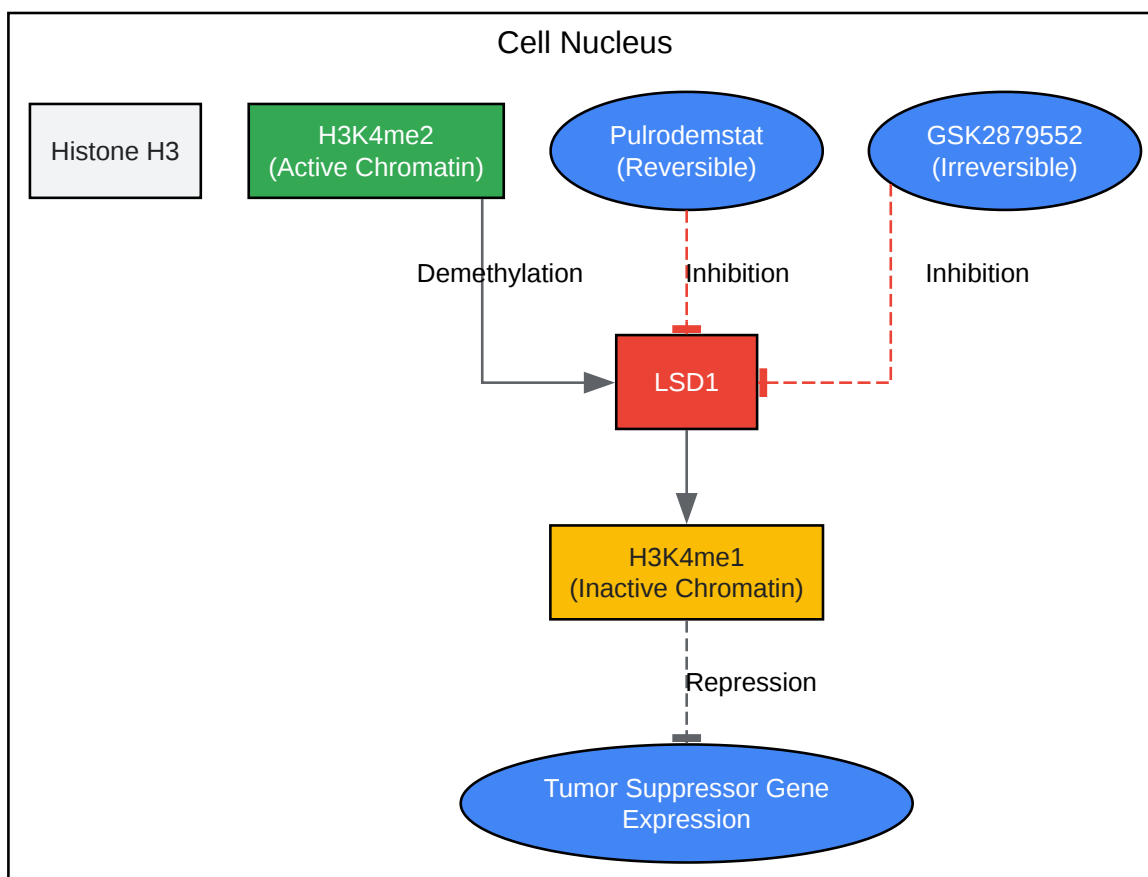 Cell Nucleus
Histone H3
H3K4me2
(Active Chromatin)
Pulrodemstat
(Reversible)
GSK2879552
(Irreversible)
Demethylation
Inhibition
Inhibition
LSD1
H3K4me1
(Inactive Chromatin)
Repression
Tumor Suppressor Gene
Expression